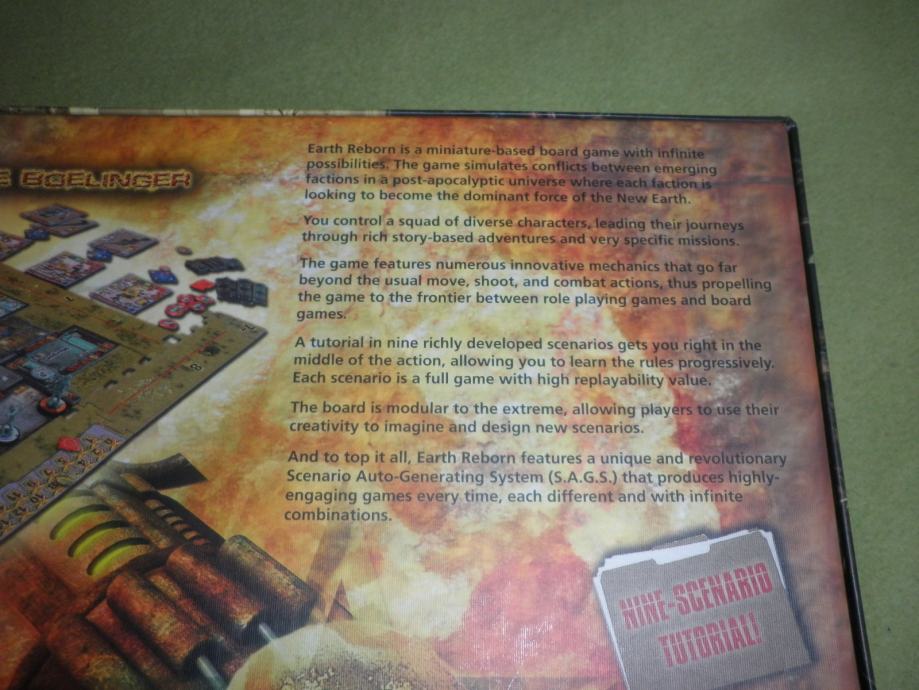 BOELINGER
Earth Reborn is a miniature-based board game with infinite
possibilities. The game simulates conflicts between emerging
factions in a post-apocalyptic universe where each faction is
looking to become the dominant force of the New Earth.
You control a squad of diverse characters, leading their journeys
through rich story-based adventures and very specific missions.
The game features numerous innovative mechanics that go far
beyond the usual move, shoot, and combat actions, thus propelling
the game to the frontier between role playing games and board
games.
A tutorial in nine richly developed scenarios gets you right in the
middle of the action, allowing you to learn the rules progressively.
Each scenario is a full game with high replayability value.
The board is modular to the extreme, allowing players to use their
creativity to imagine and design new scenarios.
And to top it all, Earth Reborn features a unique and revolutionary
Scenario Auto-Generating System (S.A.G.S.) that produces highly-
engaging games every time, each different and with infinite
combinations.
NINE-SCENARIO
TUTORIAL!